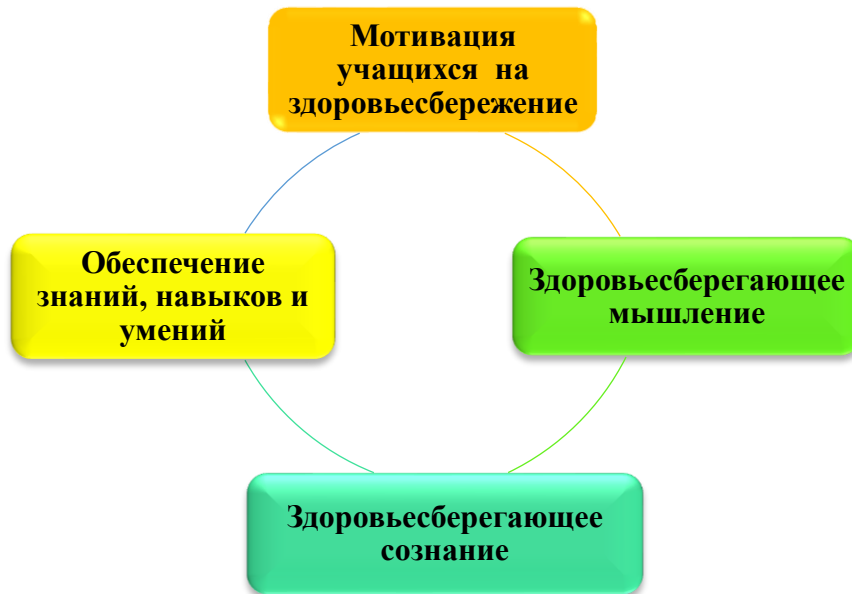 Мотивация
учащихся на
здоровьесбережение
Обеспечение
знаний, навыков и
умений
Здоровьесберегающее
мышление
Здоровьесберегающее
сознание